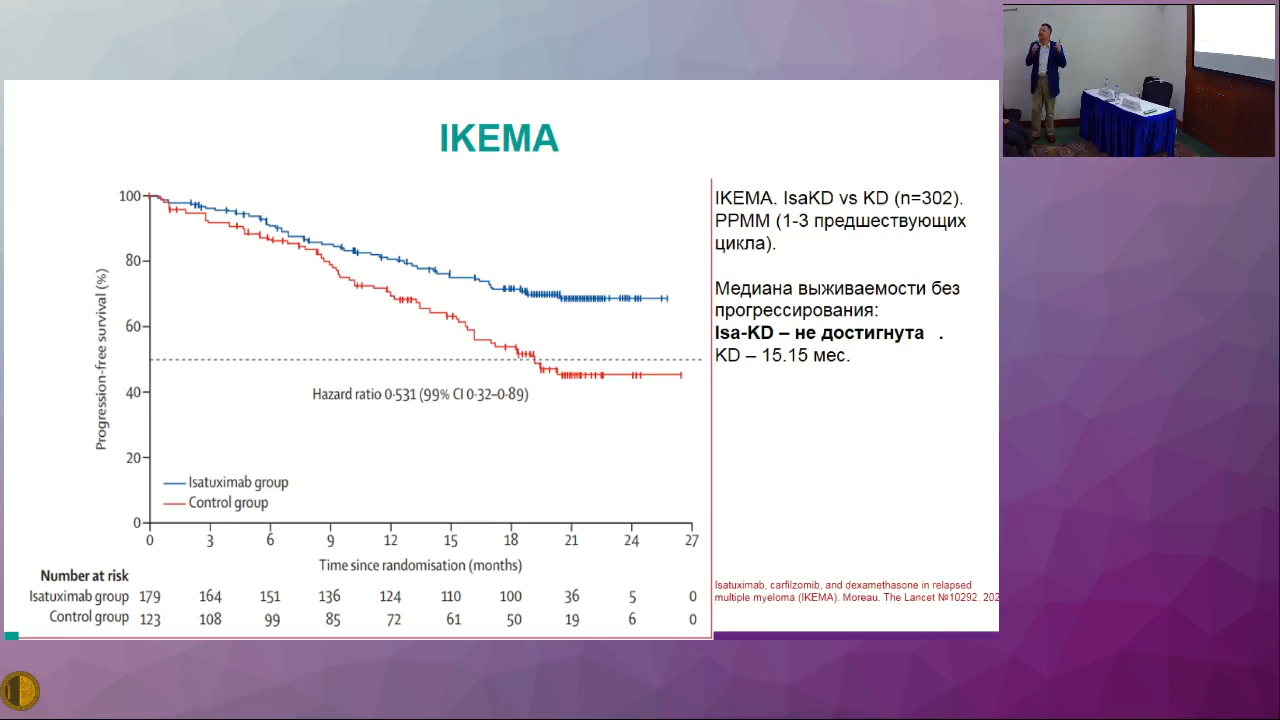 IKEMA
100
80
60
40
20
0
Progression-free survival (%)
Hazard ratio 0·531 (99% CI 0·32–0·89)
Isatuximab group
Control group
0 3 6 9 12 15 18 21 24 27
Time since randomisation (months)
Number at risk
Isatuximab group 179 164 151 136 124 110 100 36 5 0
Control group 123 108 99 85 72 61 50 19 6 0
IKEMA. IsaKD vs KD (n=302).
РРММ (1-3 предшествующих
цикла).
Медиана выживаемости без
прогрессирования:
Isa-KD – не достигнута .
KD – 15.15 мес.
Isatuximab, carfilzomib, and dexamethasone in relapsed
multiple myeloma (IKEMA). Moreau. The Lancet №10292. 202